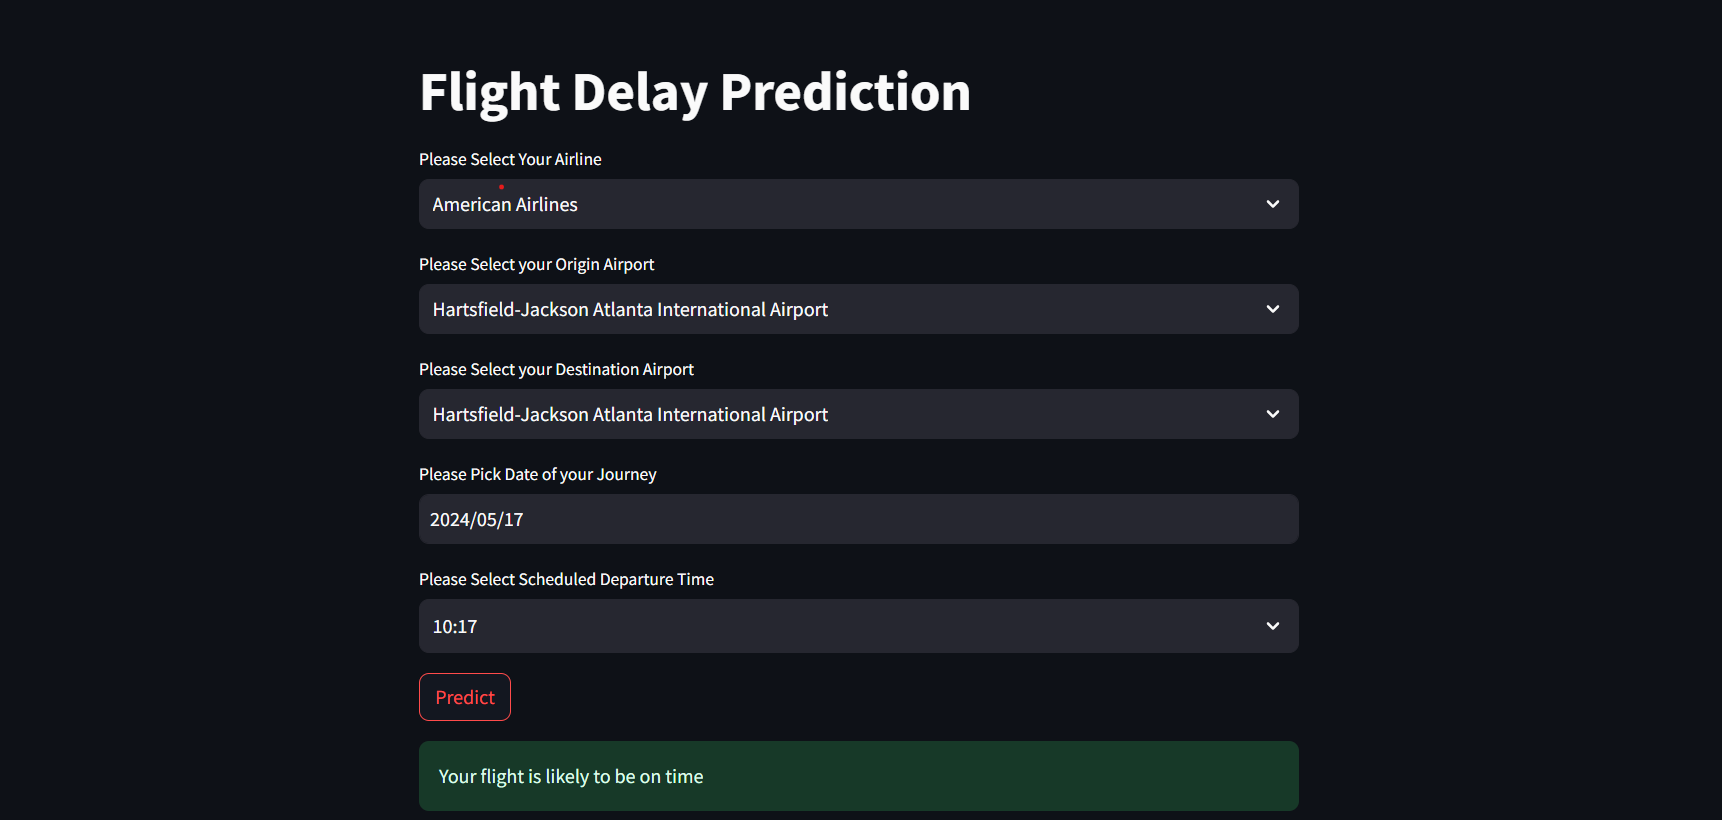 Flight Delay Prediction
Please Select Your Airline
American Airlines
Please Select your Origin Airport
Hartsfield-Jackson Atlanta International Airport
Please Select your Destination Airport
Hartsfield-Jackson Atlanta International Airport
Please Pick Date of your Journey
2024/05/17
Please Select Scheduled Departure Time
10:17
Predict
Your flight is likely to be on time